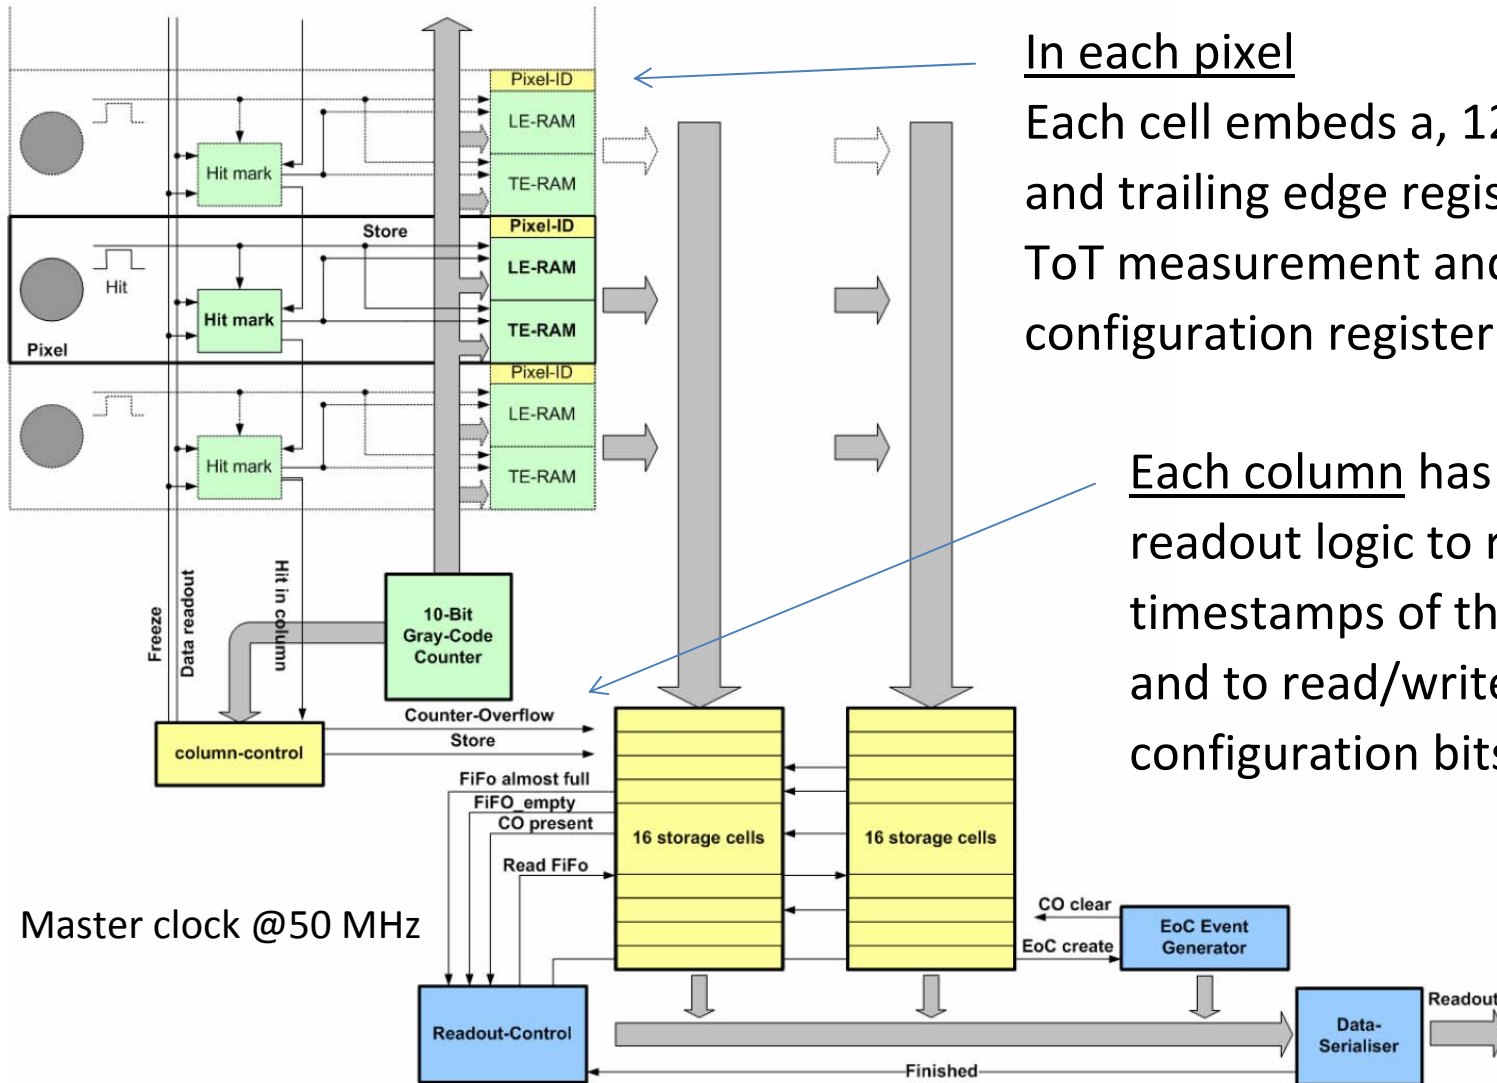 In each pixel
Each cell embeds a, 12
and trailing edge regis
ToT measurement and
configuration register
Pixel-ID
LE-RAM
TE-RAM
Hit mark
Pixel-ID
Store
LE-RAM
Hit
Hit mark
TE-RAM
Pixel
Pixel-ID
LE-RAM
Hit mark
TE-RAM
Each column has
readout logic to r
timestamps of th
and to read/write
configuration bits
Freeze
Data readout
Hit in column
10-Bit
Gray-Code
Counter
column-control
Counter-Overflow
Store
FiFo almost full
FiFO_empty
CO present
Read FiFo
16 storage cells
16 storage cells
Master clock @50 MHz
CO clear
EoC create
EoC Event
Generator
Readout-Control
Data-
Serialiser
Readout
Finished